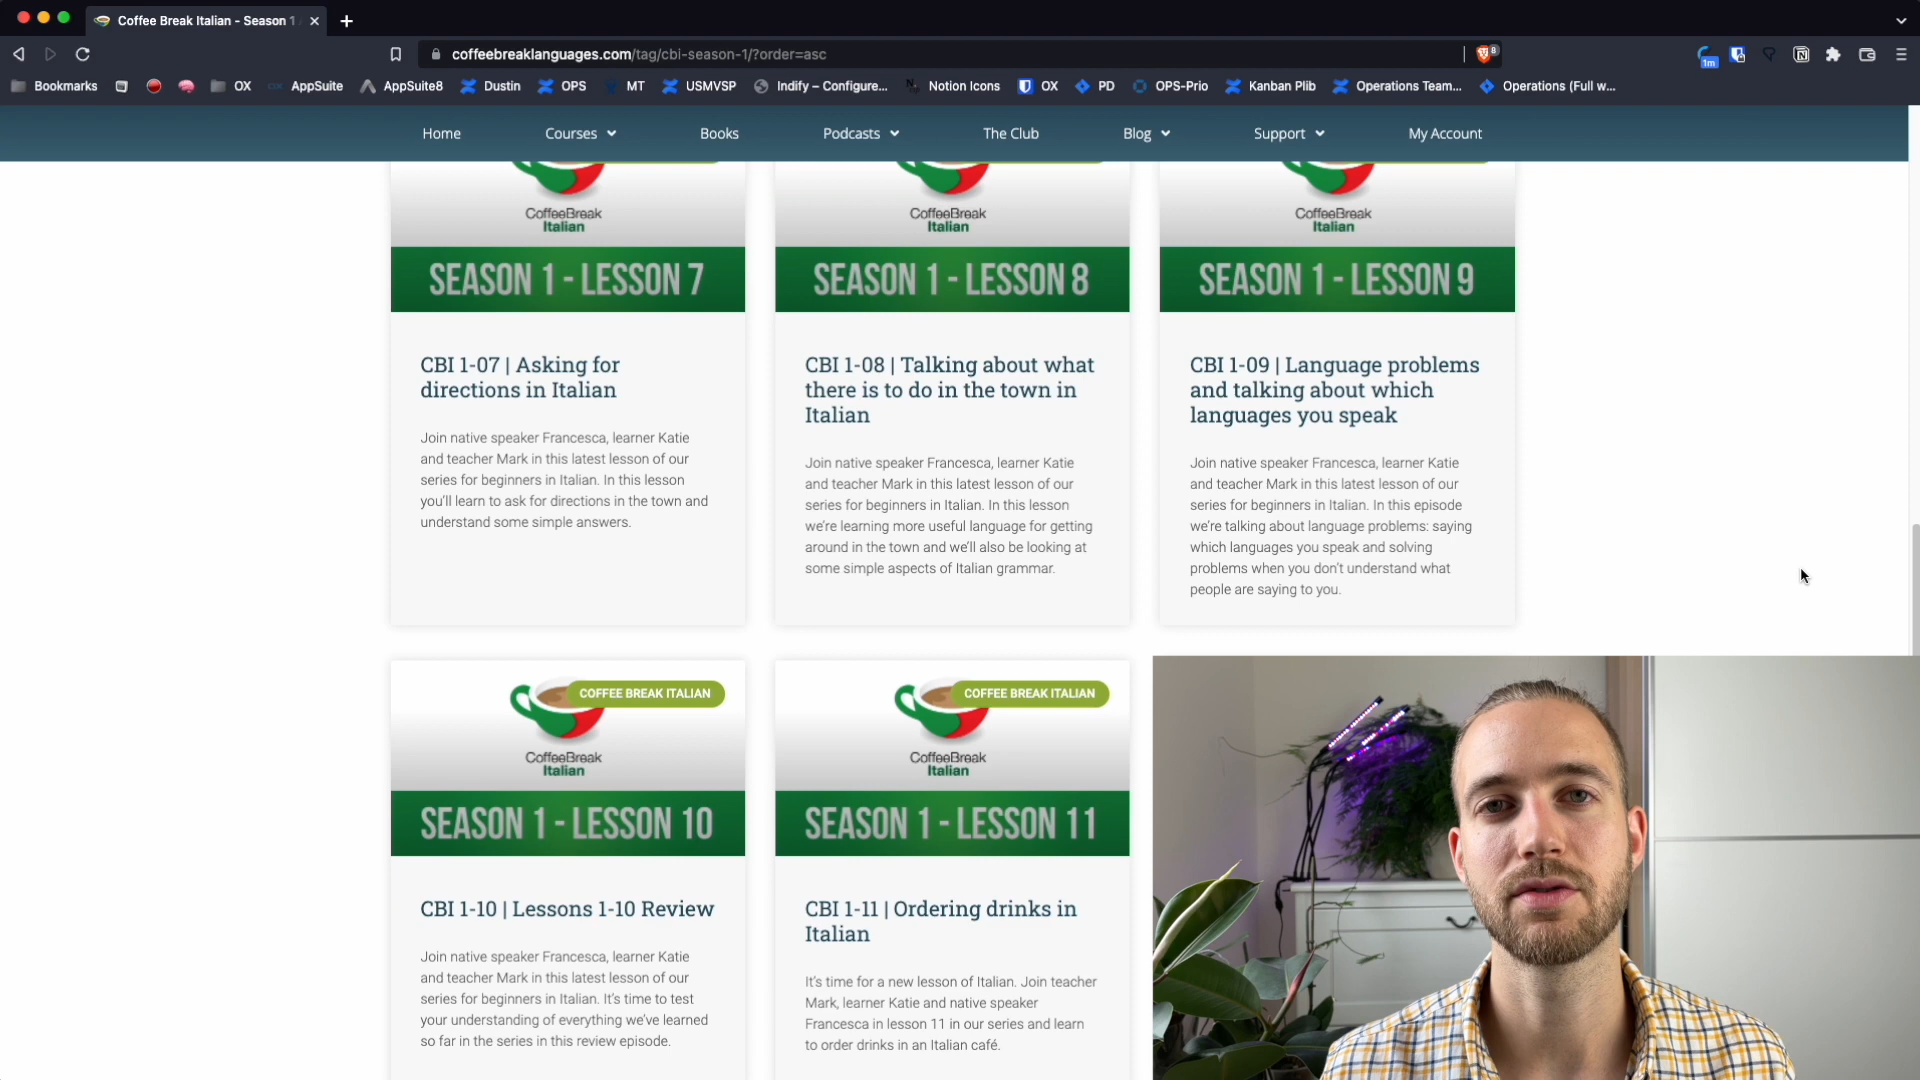 Coffee Break Italian - Season 1
coffeebreaklanguages.com/tag/cbi-season-1/?order=asc
8
1m
Bookmarks
OX
AppSuite
AppSuite8
Dustin
OPS
MT
USMVSP
Indify – Configure...
Notion Icons
OX
PD
OPS-Prio
Kanban Plib
Operations Team...
Operations (Full w...
Home
Courses
Books
Podcasts
The Club
Blog
Support
My Account
CoffeeBreak
Italian
SEASON 1 - LESSON 7
CBI 1-07 | Asking for
directions in Italian
Join native speaker Francesca, learner Katie
and teacher Mark in this latest lesson of our
series for beginners in Italian. In this lesson
you'll learn to ask for directions in the town and
understand some simple answers.
CoffeeBreak
Italian
SEASON 1 - LESSON 8
CBI 1-08 | Talking about what
there is to do in the town in
Italian
Join native speaker Francesca, learner Katie
and teacher Mark in this latest lesson of our
series for beginners in Italian. In this lesson
we're learning more useful language for getting
around in the town and we'll also be looking at
some simple aspects of Italian grammar.
CoffeeBreak
Italian
SEASON 1 - LESSON 9
CBI 1-09 | Language problems
and talking about which
languages you speak
Join native speaker Francesca, learner Katie
and teacher Mark in this latest lesson of our
series for beginners in Italian. In this episode
we're talking about language problems: saying
which languages you speak and solving
problems when you don't understand what
people are saying to you.
COFFEE BREAK ITALIAN
CoffeeBreak
Italian
SEASON 1 - LESSON 10
CBI 1-10 | Lessons 1-10 Review
Join native speaker Francesca, learner Katie
and teacher Mark in this latest lesson of our
series for beginners in Italian. It's time to test
your understanding of everything we've learned
so far in the series in this review episode.
COFFEE BREAK ITALIAN
CoffeeBreak
Italian
SEASON 1 - LESSON 11
CBI 1-11 | Ordering drinks in
Italian
It's time for a new lesson of Italian. Join teacher
Mark, learner Katie and native speaker
Francesca in lesson 11 in our series and learn
to order drinks in an Italian café.